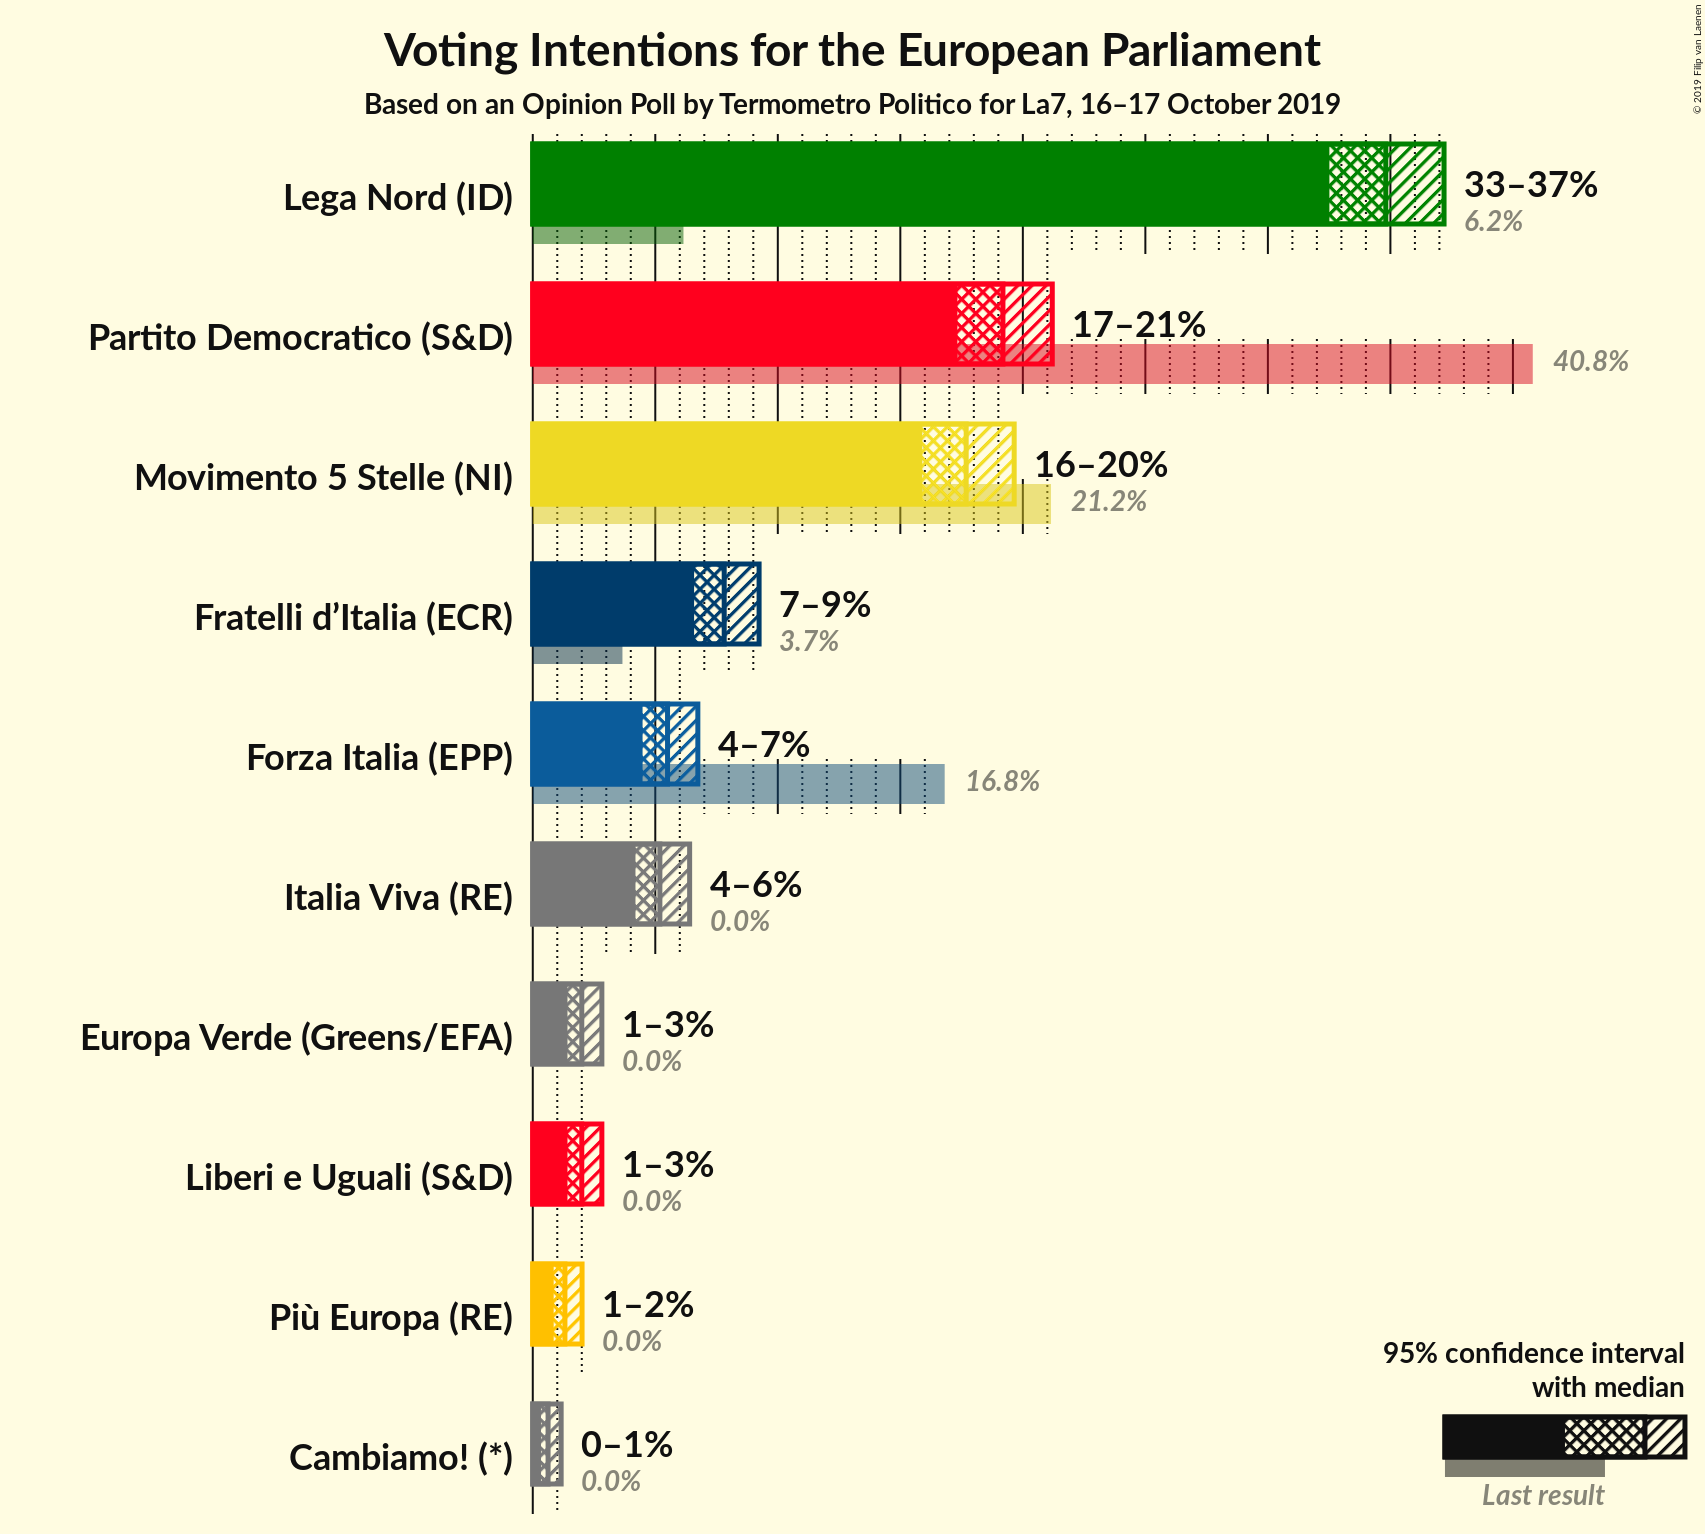 © 2019 Filip van Laenen
Voting Intentions for the European Parliament
Based on an Opinion Poll by Termometro Politico for La7, 16–17 October 2019
Lega Nord (ID)
33–37%
6.2%
Partito Democratico (S&D)
17–21%
40.8%
Movimento 5 Stelle (NI)
16–20%
21.2%
Fratelli d’Italia (ECR)
7–9%
3.7%
Forza Italia (EPP)
4–7%
16.8%
Italia Viva (RE)
4–6%
0.0%
Europa Verde (Greens/EFA)
1–3%
0.0%
Liberi e Uguali (S&D)
1–3%
0.0%
Più Europa (RE)
1–2%
0.0%
Cambiamo! (*)
0–1%
0.0%
95% confidence interval
with median
Last result